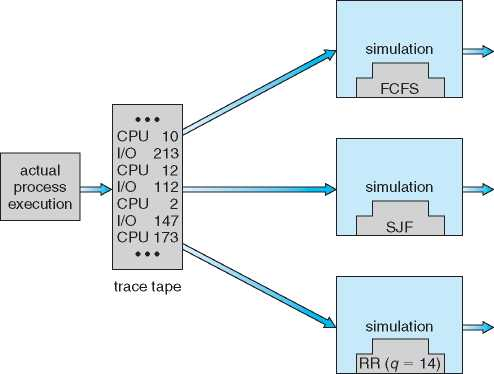 actual
process
execution
• • •
CPU 10
I/O 213
CPU 12
I/O 112
CPU 2
I/O 147
CPU 173
• • •
trace tape
simulation
FCFS
simulation
SJF
simulation
RR (q = 14)